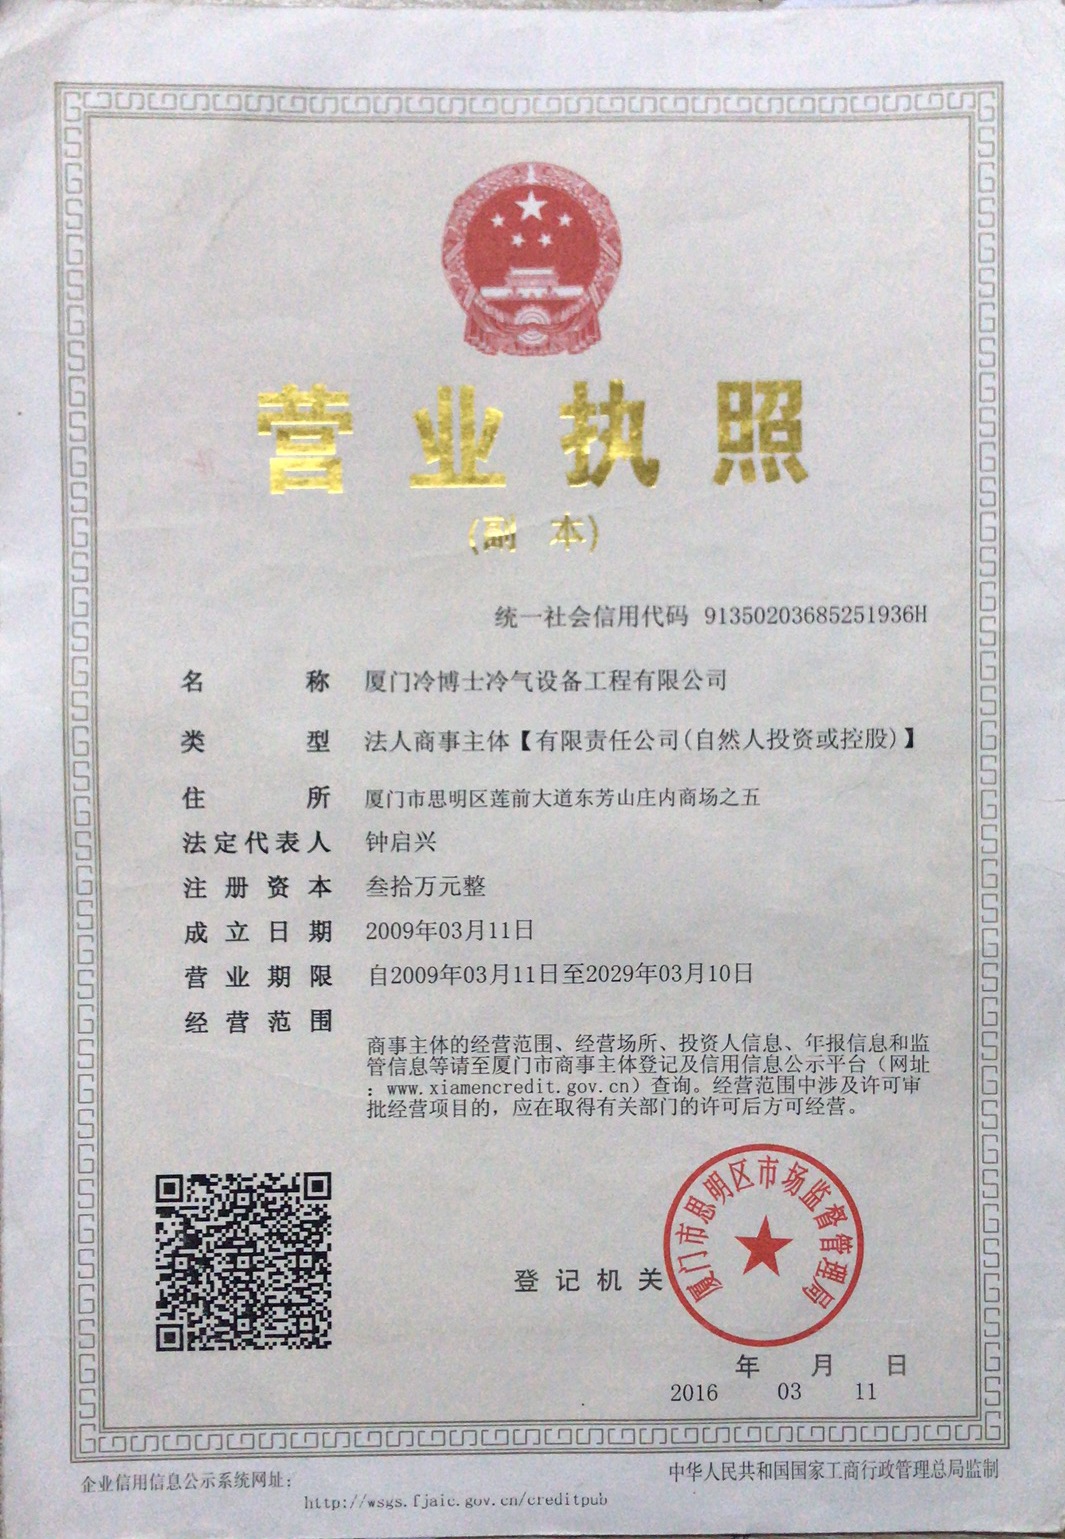 营业执照
(副本)
统一社会信用代码 91350203685251936H
名称 厦门冷博士冷气设备工程有限公司
类型 法人商事主体【有限责任公司(自然人投资或控股)】
住所 厦门市思明区莲前大道东芳山庄内商场之五
法定代表人 钟启兴
注册资本 叁拾万元整
成立日期 2009年03月11日
营业期限 自2009年03月11日至2029年03月10日
经营范围
商事主体的经营范围、经营场所、投资人信息、年报信息和监
管信息等请至厦门市商事主体登记及信用信息公示平台（网址
：www.xiamencredit.gov.cn）查询。经营范围中涉及许可审
批经营项目的，应在取得有关部门的许可后方可经营。
厦门市思明区市场监督管理局
登记机关
年 月 日
2016 03 11
企业信用信息公示系统网址：
http://wsgs.fjaic.gov.cn/creditpub
中华人民共和国国家工商行政管理总局监制